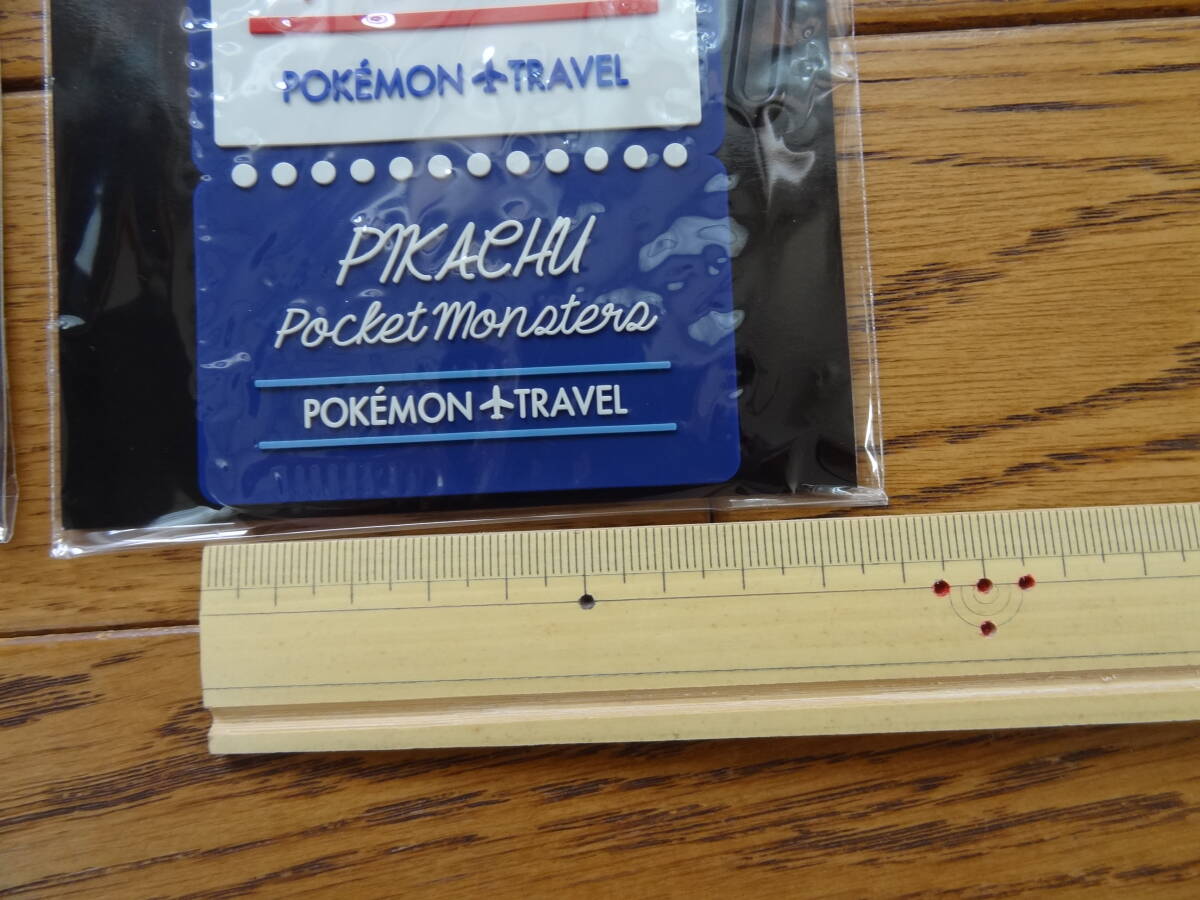 POKÉMON TRAVEL
PIKACHU
Pocket Monsters
POKÉMON TRAVEL